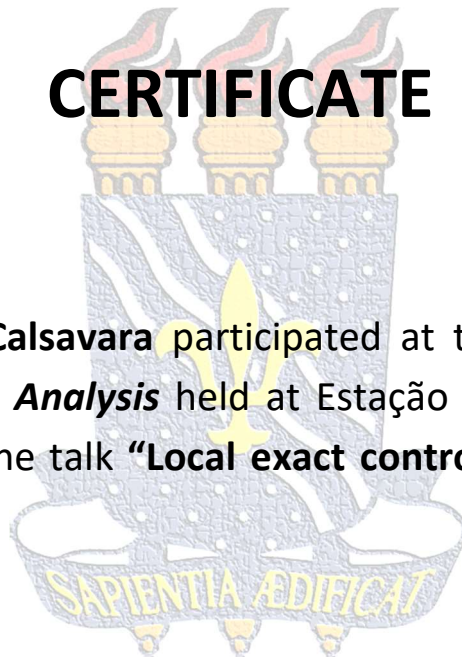 CERTIFICATE
Calsavara participated at t
Analysis held at Estação
he talk “Local exact contro
SAPIENTIA ÆDIFICAT